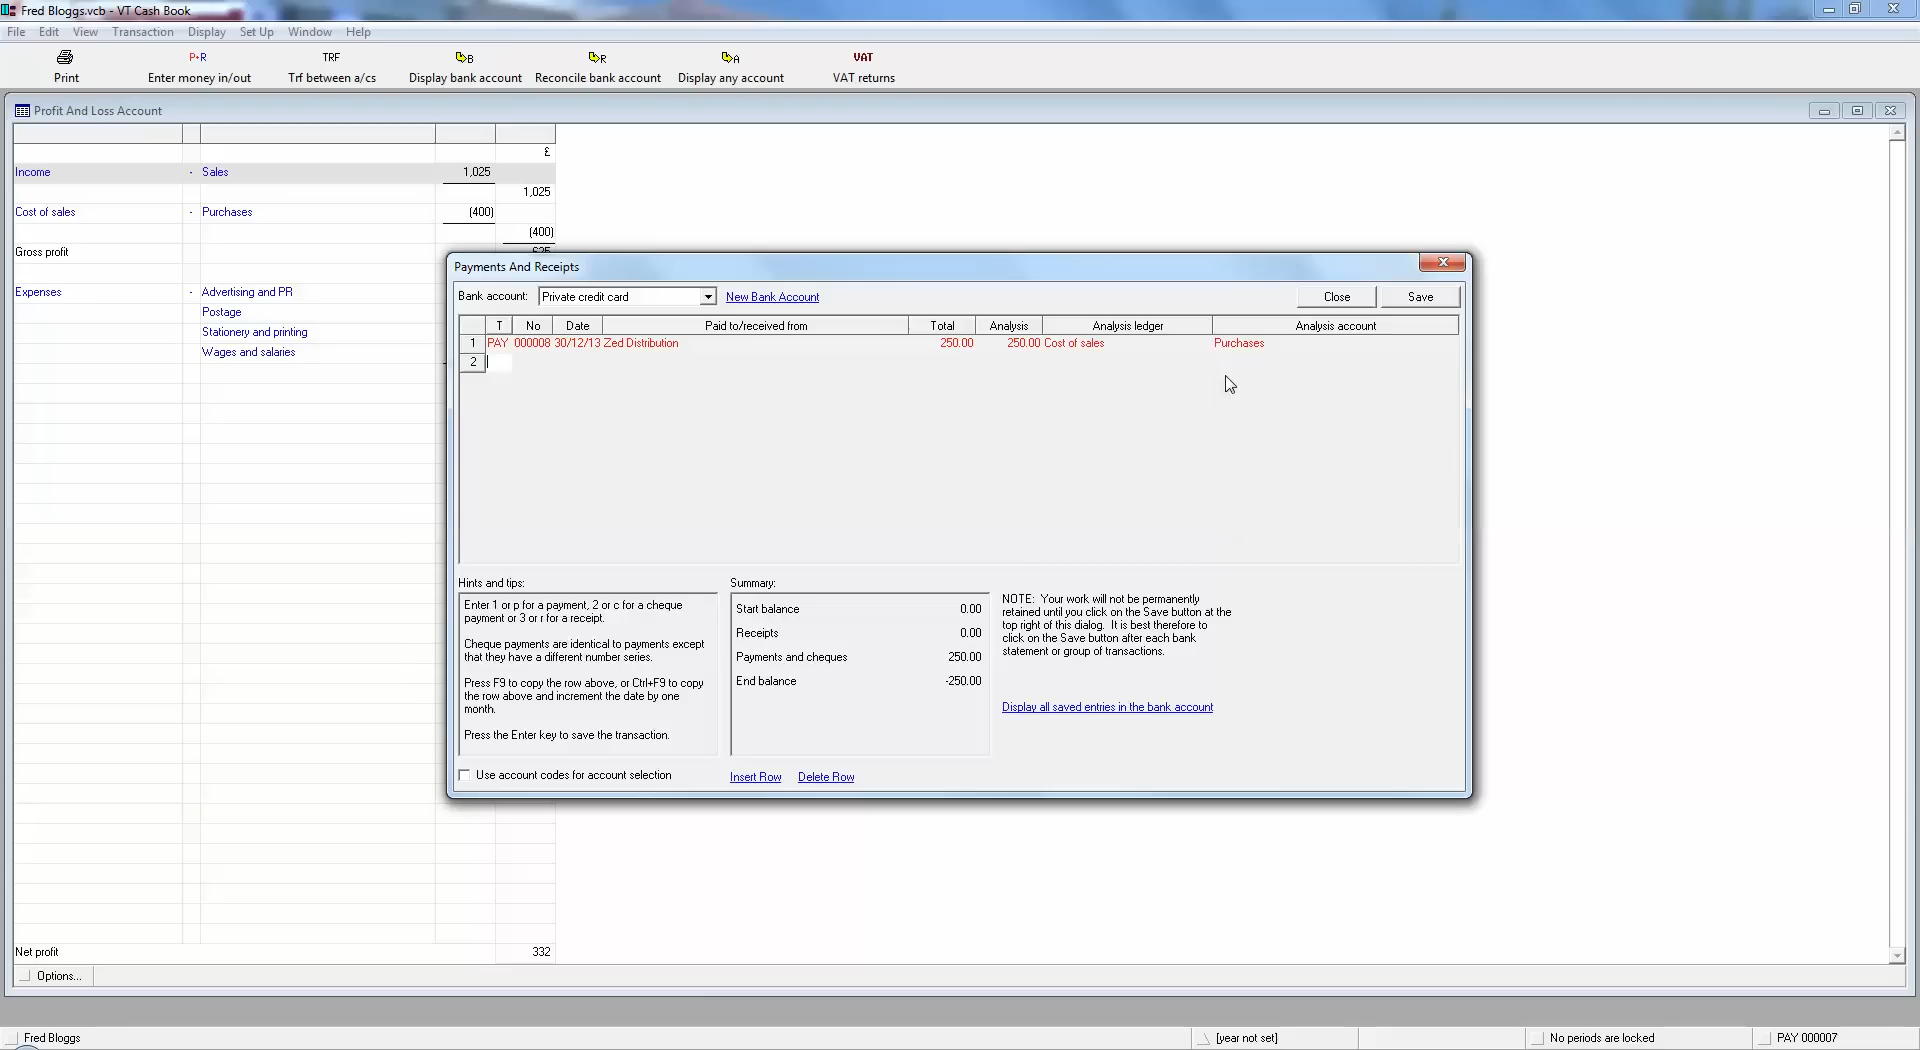 Fred Bloggs.vcb - VT Cash Book
File Edit View Transaction Display Set Up Window Help
P+R TRF B R A VAT
Print Enter money in/out Trf between a/cs Display bank account Reconcile bank account Display any account VAT returns
Profit And Loss Account
£
Income - Sales 1,025
1,025
Cost of sales - Purchases (400)
(400)
Gross profit 625
Expenses - Advertising and PR
Postage
Stationery and printing
Wages and salaries
Payments And Receipts
Bank account: Private credit card New Bank Account Close Save
T No Date Paid to/received from Total Analysis Analysis ledger Analysis account
1 PAY 000008 30/12/13 Zed Distribution 250.00 250.00 Cost of sales Purchases
2
Hints and tips:
Enter 1 or p for a payment, 2 or c for a cheque
payment or 3 or r for a receipt.
Cheque payments are identical to payments except
that they have a different number series.
Press F9 to copy the row above, or Ctrl+F9 to copy
the row above and increment the date by one
month.
Press the Enter key to save the transaction.
Use account codes for account selection
Summary:
Start balance 0.00
Receipts 0.00
Payments and cheques 250.00
End balance -250.00
Insert Row Delete Row
NOTE: Your work will not be permanently
retained until you click on the Save button at the
top right of this dialog. It is best therefore to
click on the Save button after each bank
statement or group of transactions.
Display all saved entries in the bank account
Net profit 332
Options...
Fred Bloggs [year not set] No periods are locked PAY 000007